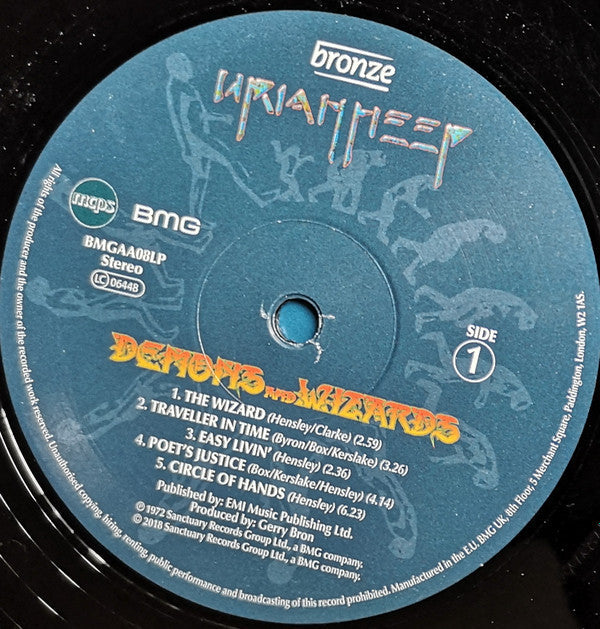 bronze
URIAH HEEP
mcps
BMG
BMGAA08LP
Stereo
LC 06448
SIDE
1
DEMONS AND WIZARDS
1. THE WIZARD (Hensley/Clarke) (2.59)
2. TRAVELLER IN TIME (Byron/Box/Kerslake) (3.26)
3. EASY LIVIN' (Hensley) (2.36)
4. POET'S JUSTICE (Box/Kerslake/Hensley) (4.14)
5. CIRCLE OF HANDS (Hensley) (6.23)
Published by: EMI Music Publishing Ltd.
Produced by: Gerry Bron
℗ 1972 Sanctuary Records Group Ltd., a BMG company.
© 2018 Sanctuary Records Group Ltd., a BMG company.
All rights of the producer and the owner of the recorded work reserved. Unauthorised copying, hiring, renting, public performance and broadcasting of this record prohibited. Manufactured in the E.U. BMG UK, 8th Floor, 5 Merchant Square, Paddington, London, W2 1AS.